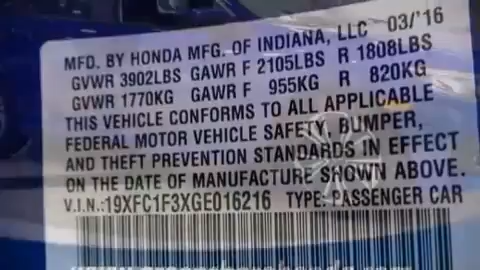 MFD. BY HONDA MFG. OF INDIANA, LLC 03/'16
GVWR 3902LBS GAWR F 2105LBS R 1808LBS
GVWR 1770KG GAWR F 955KG R 820KG
THIS VEHICLE CONFORMS TO ALL APPLICABLE
FEDERAL MOTOR VEHICLE SAFETY, BUMPER,
AND THEFT PREVENTION STANDARDS IN EFFECT
ON THE DATE OF MANUFACTURE SHOWN ABOVE.
V.I.N.:19XFC1F3XGE016216 TYPE: PASSENGER CAR